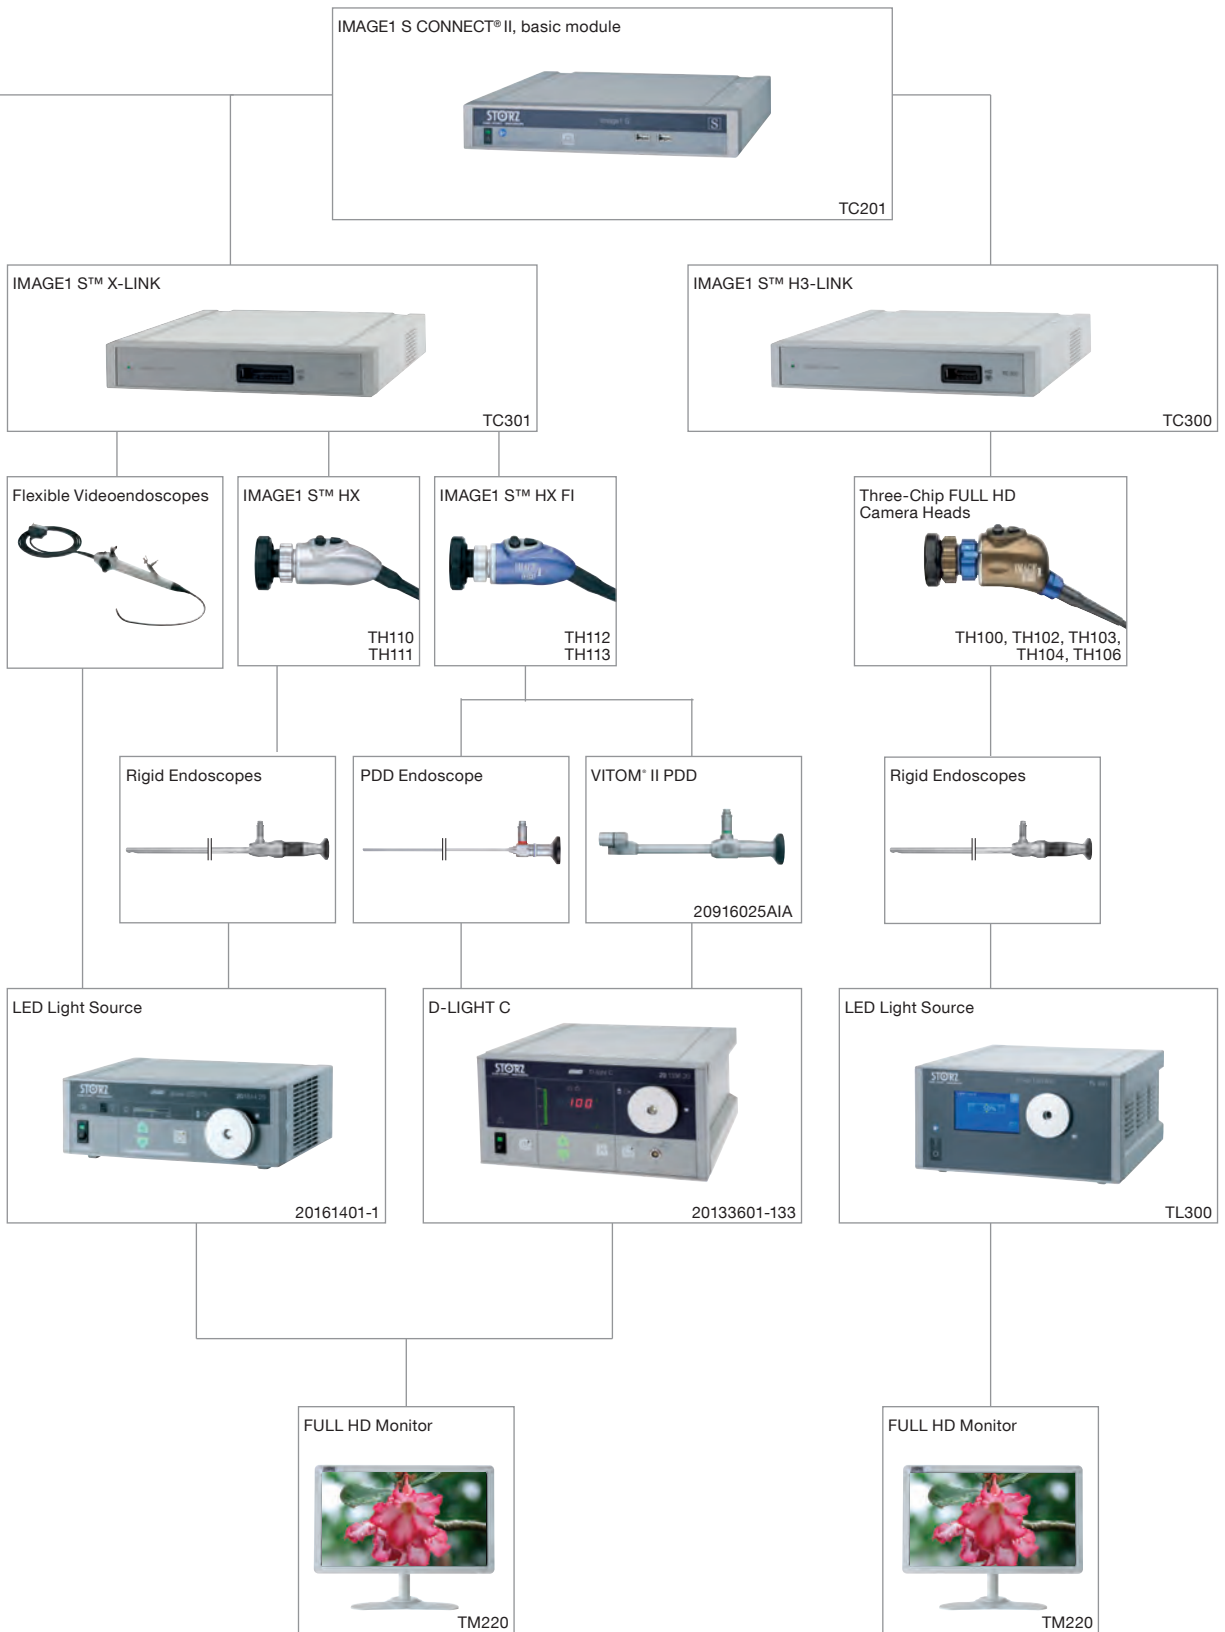 IMAGE1 S CONNECT® II, basic module
STORZ
image1 S
S
TC201
IMAGE1 S™ X-LINK
TC301
IMAGE1 S™ H3-LINK
TC300
Flexible Videoendoscopes
IMAGE1 S™ HX
TH110
TH111
IMAGE1 S™ HX FI
TH112
TH113
Three-Chip FULL HD
Camera Heads
TH100, TH102, TH103,
TH104, TH106
Rigid Endoscopes
PDD Endoscope
VITOM® II PDD
20916025AIA
Rigid Endoscopes
LED Light Source
STORZ
20161401-1
D-LIGHT C
STORZ
100
20133601-133
LED Light Source
STORZ
TL300
FULL HD Monitor
TM220
FULL HD Monitor
TM220